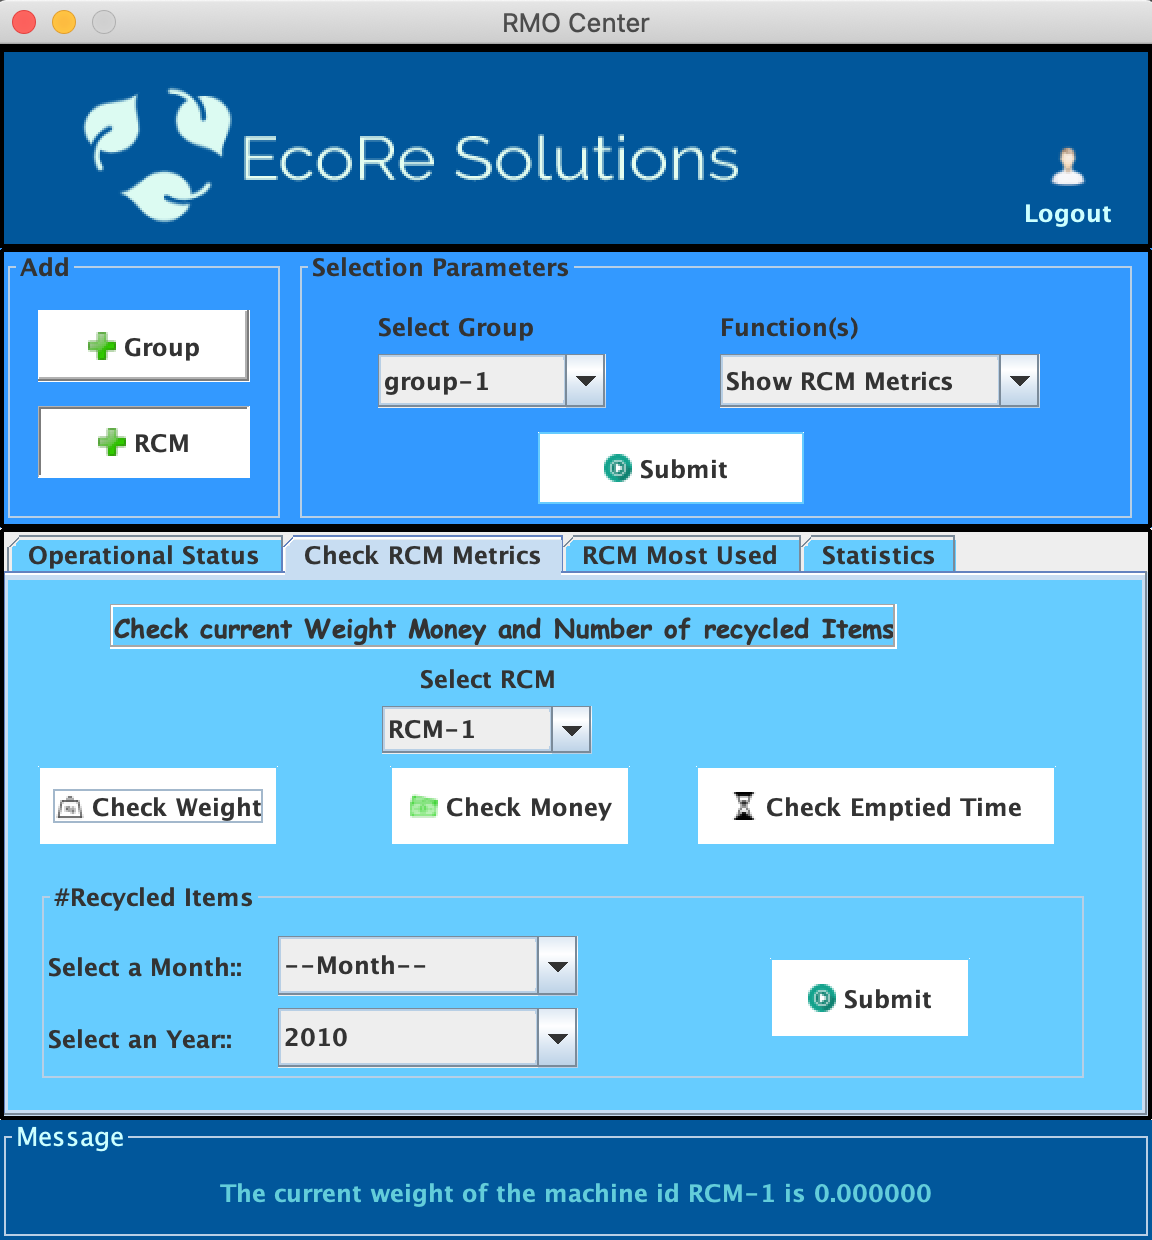 RMO Center
EcoRe Solutions
Logout
Add
Group
RCM
Selection Parameters
Select Group
Function(s)
group-1
Show RCM Metrics
Submit
Operational Status
Check RCM Metrics
RCM Most Used
Statistics
Check current Weight Money and Number of recycled Items
Select RCM
RCM-1
Check Weight
Check Money
Check Emptied Time
#Recycled Items
Select a Month::
--Month--
Select an Year::
2010
Submit
Message
The current weight of the machine id RCM-1 is 0.000000